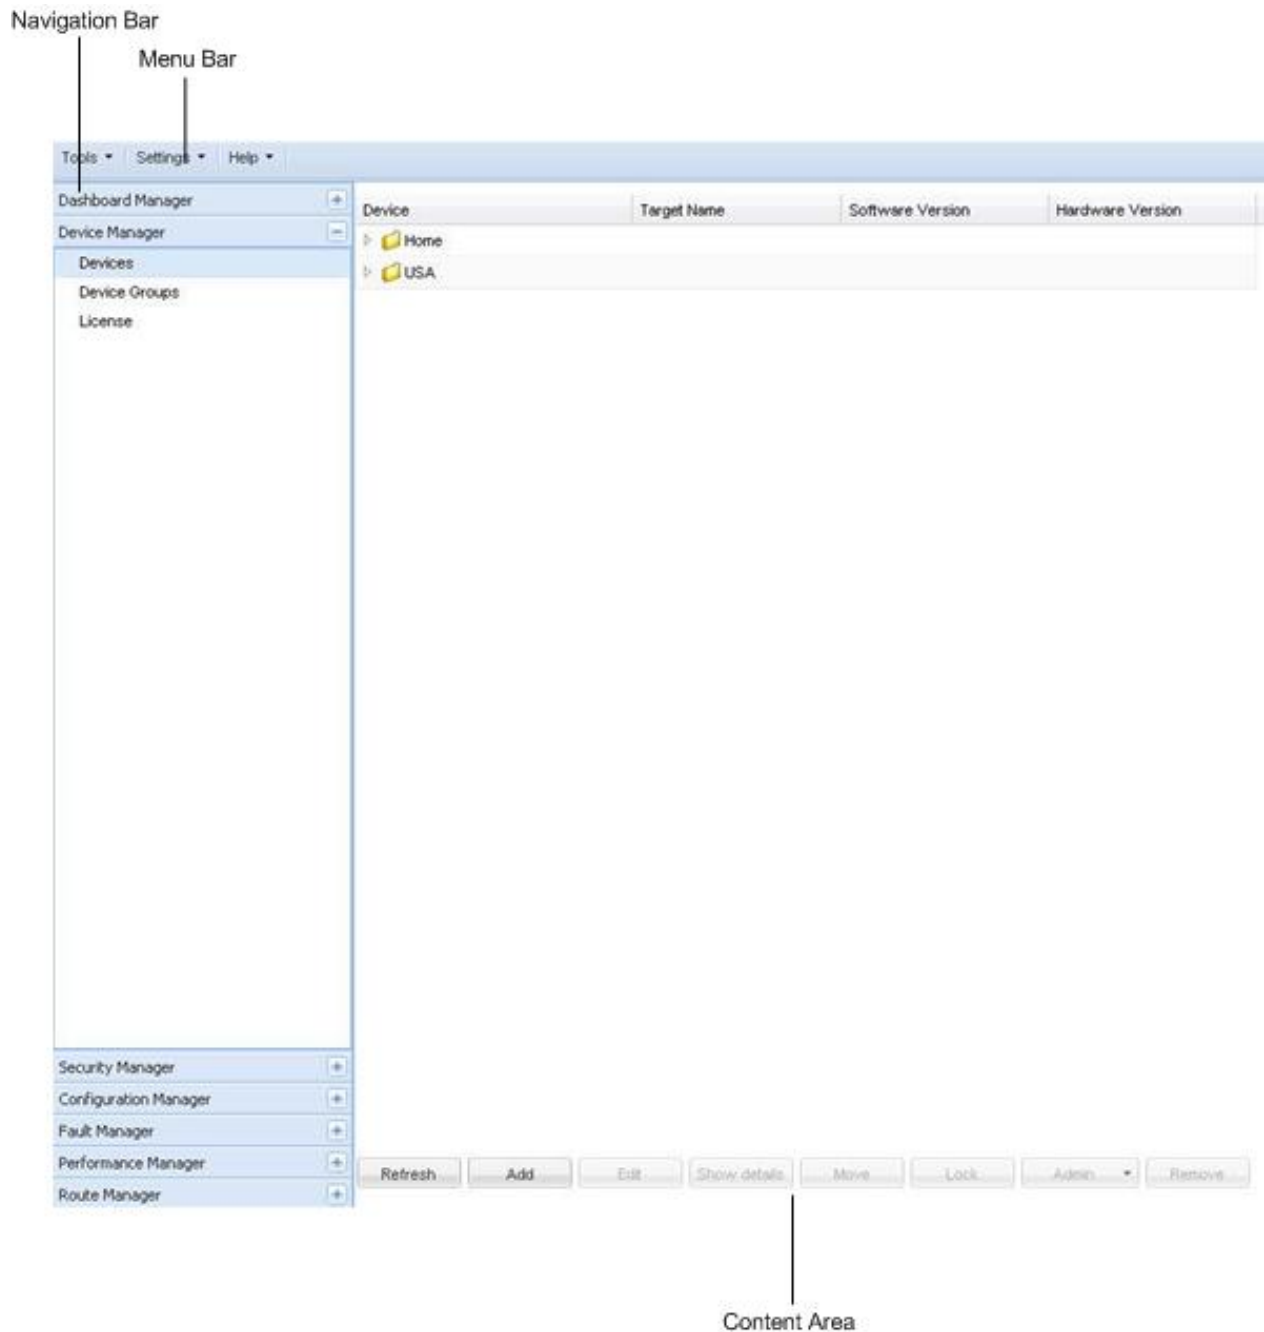 Navigation Bar
Menu Bar
Tools Settings Help
Dashboard Manager
Device Manager
Devices
Device Groups
License
Security Manager
Configuration Manager
Fault Manager
Performance Manager
Route Manager
Device Target Name Software Version Hardware Version
Home
USA
Refresh Add Edit Show details Move Lock Admin Remove
Content Area